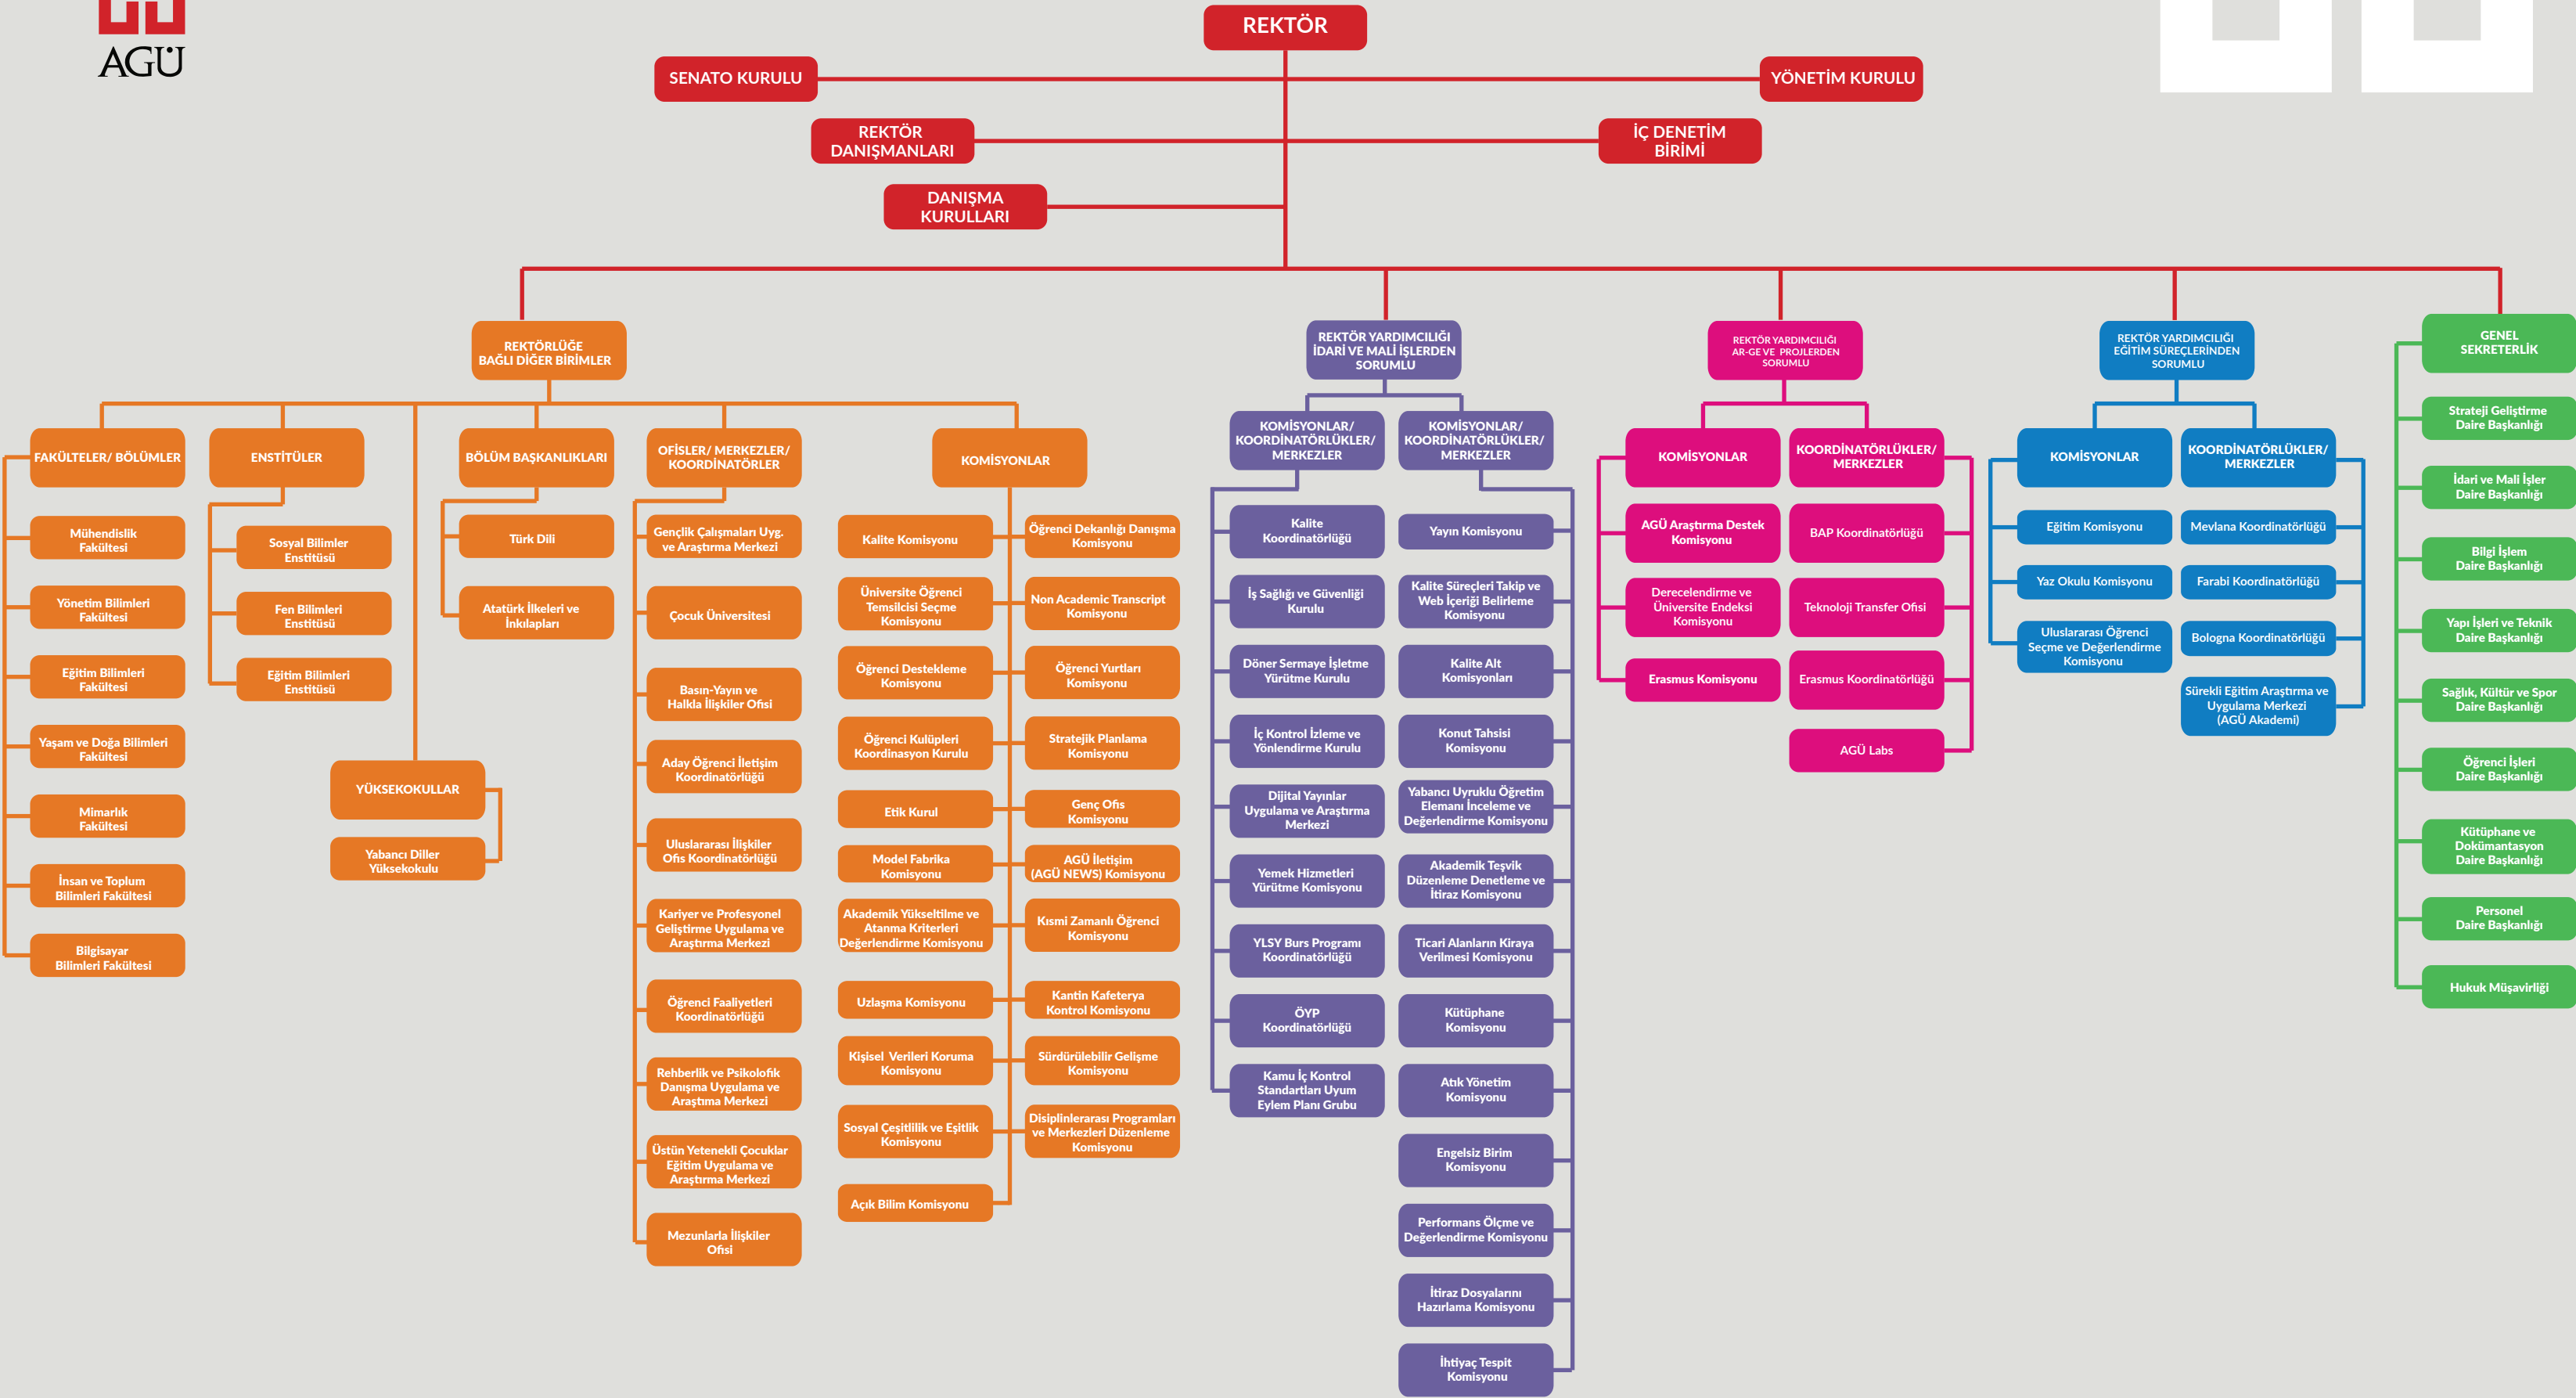 AGÜ
REKTÖR
SENATO KURULU
YÖNETİM KURULU
REKTÖR
DANIŞMANLARI
İÇ DENETİM
BİRİMİ
DANIŞMA
KURULLARI
REKTÖRLÜĞE
BAĞLI DİĞER BİRİMLER
FAKÜLTELER/ BÖLÜMLER
Mühendislik
Fakültesi
Yönetim Bilimleri
Fakültesi
Eğitim Bilimleri
Fakültesi
Yaşam ve Doğa Bilimleri
Fakültesi
Mimarlık
Fakültesi
İnsan ve Toplum
Bilimleri Fakültesi
Bilgisayar
Bilimleri Fakültesi
ENSTİTÜLER
Sosyal Bilimler
Enstitüsü
Fen Bilimleri
Enstitüsü
Eğitim Bilimleri
Enstitüsü
YÜKSEKOKULLAR
Yabancı Diller
Yüksekokulu
BÖLÜM BAŞKANLIKLARI
Türk Dili
Atatürk İlkeleri ve
İnkılapları
OFİSLER/ MERKEZLER/
KOORDİNATÖRLER
Gençlik Çalışmaları Uyg.
ve Araştırma Merkezi
Çocuk Üniversitesi
Basın-Yayın ve
Halkla İlişkiler Ofisi
Aday Öğrenci İletişim
Koordinatörlüğü
Uluslararası İlişkiler
Ofis Koordinatörlüğü
Kariyer ve Profesyonel
Geliştirme Uygulama ve
Araştırma Merkezi
Öğrenci Faaliyetleri
Koordinatörlüğü
Rehberlik ve Psikolofik
Danışma Uygulama ve
Araştıma Merkezi
Üstün Yetenekli Çocuklar
Eğitim Uygulama ve
Araştırma Merkezi
Mezunlarla İlişkiler
Ofisi
KOMİSYONLAR
Kalite Komisyonu
Üniversite Öğrenci
Temsilcisi Seçme
Komisyonu
Öğrenci Destekleme
Komisyonu
Öğrenci Kulüpleri
Koordinasyon Kurulu
Etik Kurul
Model Fabrika
Komisyonu
Akademik Yükseltilme ve
Atanma Kriterleri
Değerlendirme Komisyonu
Uzlaşma Komisyonu
Kişisel  Verileri Koruma
Komisyonu
Sosyal Çeşitlilik ve Eşitlik
Komisyonu
Açık Bilim Komisyonu
Öğrenci Dekanlığı Danışma
Komisyonu
Non Academic Transcript
Komisyonu
Öğrenci Yurtları
Komisyonu
Stratejik Planlama
Komisyonu
Genç Ofis
Komisyonu
AGÜ İletişim
(AGÜ NEWS) Komisyonu
Kısmi Zamanlı Öğrenci
Komisyonu
Kantin Kafeterya
Kontrol Komisyonu
Sürdürülebilir Gelişme
Komisyonu
Disiplinlerarası Programları
ve Merkezleri Düzenleme
Komisyonu
REKTÖR YARDIMCILIĞI
İDARİ VE MALİ İŞLERDEN
SORUMLU
KOMİSYONLAR/
KOORDİNATÖRLÜKLER/
MERKEZLER
Kalite
Koordinatörlüğü
İş Sağlığı ve Güvenliği
Kurulu
Döner Sermaye İşletme
Yürütme Kurulu
İç Kontrol İzleme ve
Yönlendirme Kurulu
Dijital Yayınlar
Uygulama ve Araştırma
Merkezi
Yemek Hizmetleri
Yürütme Komisyonu
YLSY Burs Programı
Koordinatörlüğü
ÖYP
Koordinatörlüğü
Kamu İç Kontrol
Standartları Uyum
Eylem Planı Grubu
KOMİSYONLAR/
KOORDİNATÖRLÜKLER/
MERKEZLER
Yayın Komisyonu
Kalite Süreçleri Takip ve
Web İçeriği Belirleme
Komisyonu
Kalite Alt
Komisyonları
Konut Tahsisi
Komisyonu
Yabancı Uyruklu Öğretim
Elemanı İnceleme ve
Değerlendirme Komisyonu
Akademik Teşvik
Düzenleme Denetleme ve
İtiraz Komisyonu
Ticari Alanların Kiraya
Verilmesi Komisyonu
Kütüphane
Komisyonu
Atık Yönetim
Komisyonu
Engelsiz Birim
Komisyonu
Performans Ölçme ve
Değerlendirme Komisyonu
İtiraz Dosyalarını
Hazırlama Komisyonu
İhtiyaç Tespit
Komisyonu
REKTÖR YARDIMCILIĞI
AR-GE VE  PROJLERDEN
SORUMLU
KOMİSYONLAR
AGÜ Araştırma Destek
Komisyonu
Derecelendirme ve
Üniversite Endeksi
Komisyonu
Erasmus Komisyonu
KOORDİNATÖRLÜKLER/
MERKEZLER
BAP Koordinatörlüğü
Teknoloji Transfer Ofisi
Erasmus Koordinatörlüğü
AGÜ Labs
REKTÖR YARDIMCILIĞI
EĞİTİM SÜREÇLERİNDEN
SORUMLU
KOMİSYONLAR
Eğitim Komisyonu
Yaz Okulu Komisyonu
Uluslararası Öğrenci
Seçme ve Değerlendirme
Komisyonu
KOORDİNATÖRLÜKLER/
MERKEZLER
Mevlana Koordinatörlüğü
Farabi Koordinatörlüğü
Bologna Koordinatörlüğü
Sürekli Eğitim Araştırma ve
Uygulama Merkezi
(AGÜ Akademi)
GENEL
SEKRETERLİK
Strateji Geliştirme
Daire Başkanlığı
İdari ve Mali İşler
Daire Başkanlığı
Bilgi İşlem
Daire Başkanlığı
Yapı İşleri ve Teknik
Daire Başkanlığı
Sağlık, Kültür ve Spor
Daire Başkanlığı
Öğrenci İşleri
Daire Başkanlığı
Kütüphane ve
Dokümantasyon
Daire Başkanlığı
Personel
Daire Başkanlığı
Hukuk Müşavirliği